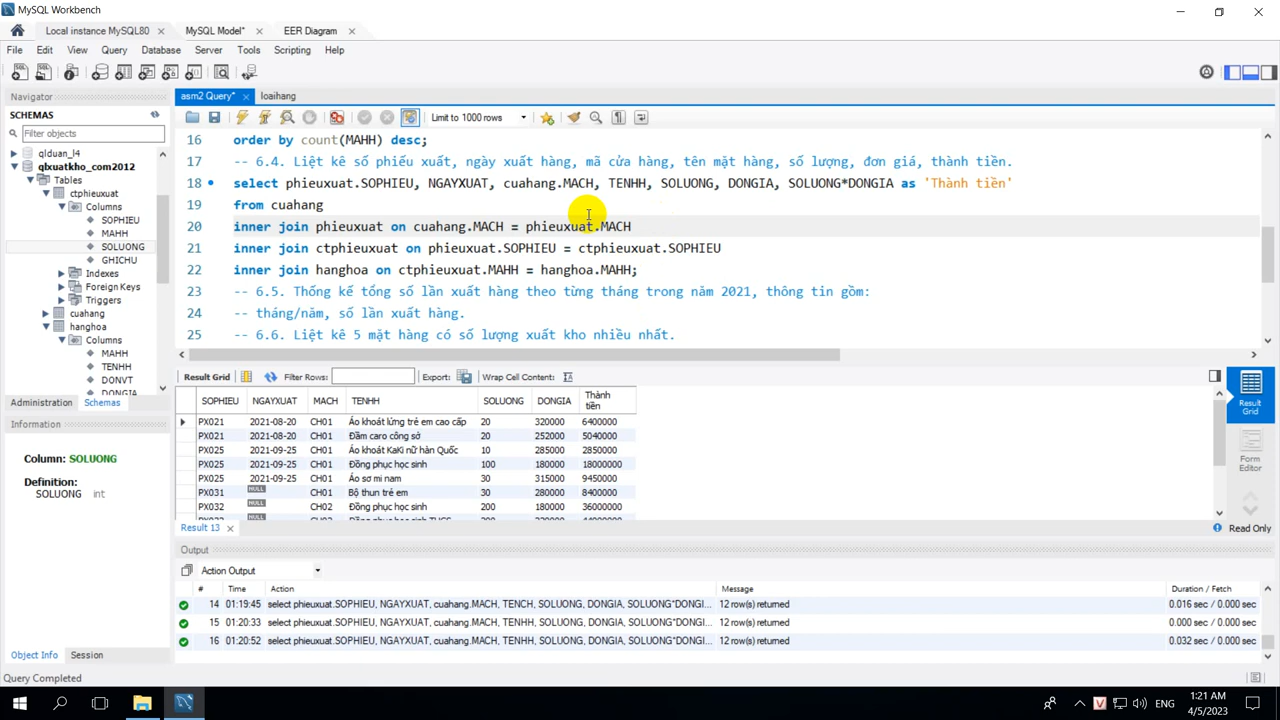 MySQL Workbench
Local instance MySQL80 MySQL Model* EER Diagram
File Edit View Query Database Server Tools Scripting Help
Navigator
SCHEMAS
Filter objects
qlduan_l4
qlxuatkho_com2012
Tables
ctphieuxuat
Columns
SOPHIEU
MAHH
SOLUONG
GHICHU
Indexes
Foreign Keys
Triggers
cuahang
hanghoa
Columns
MAHH
TENHH
DONVT
DONGIA
Administration Schemas
Information
Column: SOLUONG
Definition:
SOLUONG int
Object Info Session
Query Completed
asm2 Query* loaihang
Limit to 1000 rows
16 order by count(MAHH) desc;
17 -- 6.4. Liệt kê số phiếu xuất, ngày xuất hàng, mã cửa hàng, tên mặt hàng, số lượng, đơn giá, thành tiền.
18 select phieuxuat.SOPHIEU, NGAYXUAT, cuahang.MACH, TENHH, SOLUONG, DONGIA, SOLUONG*DONGIA as 'Thành tiền'
19 from cuahang
20 inner join phieuxuat on cuahang.MACH = phieuxuat.MACH
21 inner join ctphieuxuat on phieuxuat.SOPHIEU = ctphieuxuat.SOPHIEU
22 inner join hanghoa on ctphieuxuat.MAHH = hanghoa.MAHH;
23 -- 6.5. Thống kế tổng số lần xuất hàng theo từng tháng trong năm 2021, thông tin gồm:
24 -- tháng/năm, số lần xuất hàng.
25 -- 6.6. Liệt kê 5 mặt hàng có số lượng xuất kho nhiều nhất.
Result Grid Filter Rows: Export: Wrap Cell Content:
SOPHIEU NGAYXUAT MACH TENHH SOLUONG DONGIA Thành tiền
PX021 2021-08-20 CH01 Áo khoát lửng trẻ em cao cấp 20 320000 6400000
PX021 2021-08-20 CH01 Đầm caro công sở 20 252000 5040000
PX025 2021-09-25 CH01 Áo khoát KaKi nữ hàn Quốc 10 285000 2850000
PX025 2021-09-25 CH01 Đồng phục học sinh 100 180000 18000000
PX025 2021-09-25 CH01 Áo sơ mi nam 30 315000 9450000
PX031 NULL CH01 Bộ thun trẻ em 30 280000 8400000
PX032 NULL CH02 Đồng phục học sinh 200 180000 36000000
Result Grid
Form Editor
Result 13 Read Only
Output
Action Output
# Time Action Message Duration / Fetch
14 01:19:45 select phieuxuat.SOPHIEU, NGAYXUAT, cuahang.MACH, TENCH, SOLUONG, DONGIA, SOLUONG*DONGI... 12 row(s) returned 0.016 sec / 0.000 sec
15 01:20:33 select phieuxuat.SOPHIEU, NGAYXUAT, cuahang.MACH, TENHH, SOLUONG, DONGIA, SOLUONG*DONGI... 12 row(s) returned 0.000 sec / 0.000 sec
16 01:20:52 select phieuxuat.SOPHIEU, NGAYXUAT, cuahang.MACH, TENHH, SOLUONG, DONGIA, SOLUONG*DONGI... 12 row(s) returned 0.032 sec / 0.000 sec
ENG
1:21 AM
4/5/2023